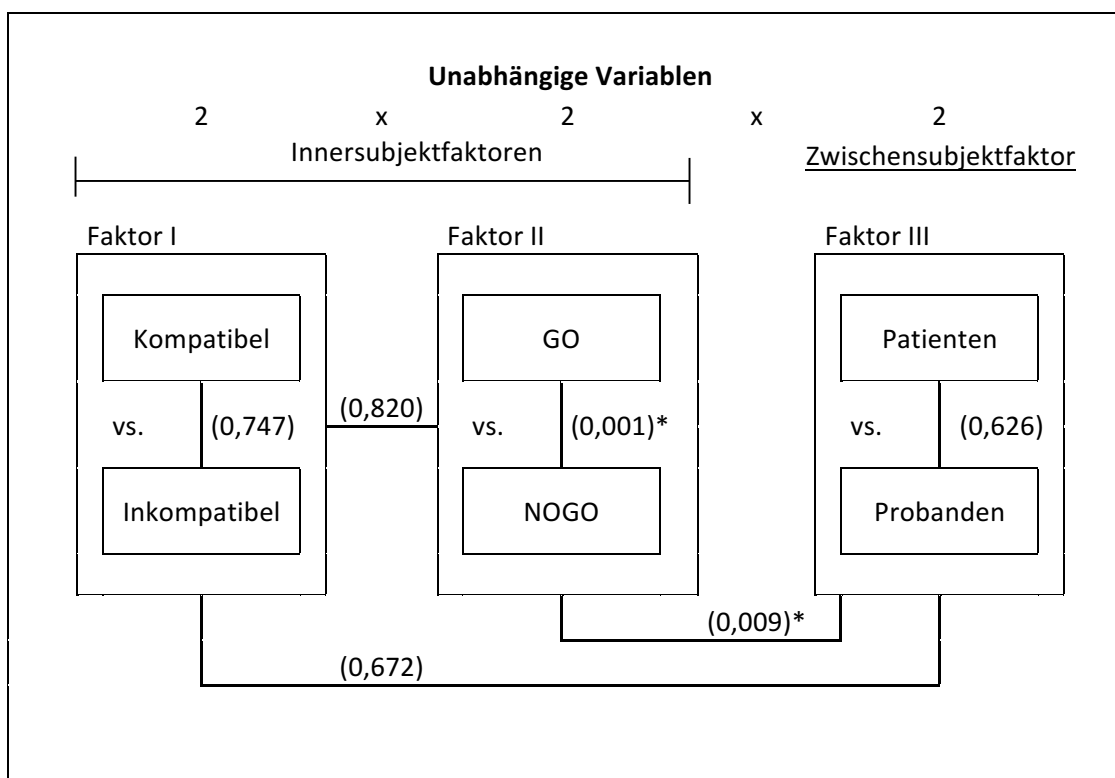 Unabhängige Variablen
2 x 2 x 2
Innersubjektfaktoren Zwischensubjektfaktor
Faktor I Faktor II Faktor III
Kompatibel GO Patienten
(0,820)
vs. (0,747) vs. (0,001)* vs. (0,626)
Inkompatibel NOGO Probanden
(0,009)*
(0,672)